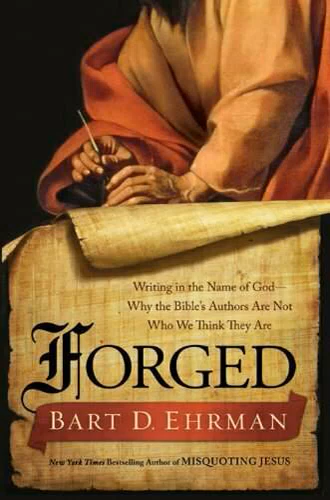 Writing in the Name of God—
Why the Bible's Authors Are Not
Who We Think They Are
FORGED
BART D. EHRMAN
New York Times Bestselling Author of MISQUOTING JESUS